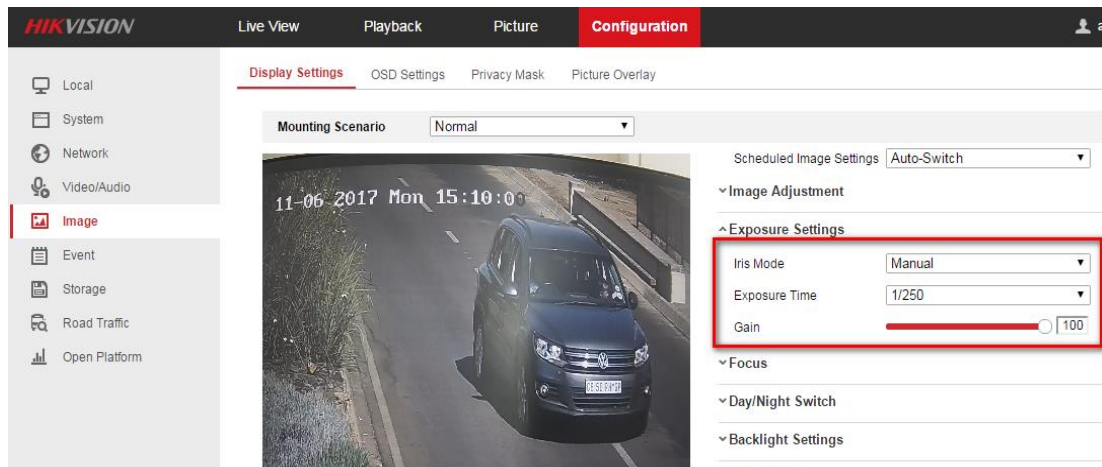 HIKVISION Live View Playback Picture Configuration
Display Settings OSD Settings Privacy Mask Picture Overlay
Local
System
Network
Video/Audio
Image
Event
Storage
Road Traffic
Open Platform
Mounting Scenario Normal
11-06 2017 Mon 15:10:00
Scheduled Image Settings Auto-Switch
Image Adjustment
Exposure Settings
Iris Mode Manual
Exposure Time 1/250
Gain 100
Focus
Day/Night Switch
Backlight Settings